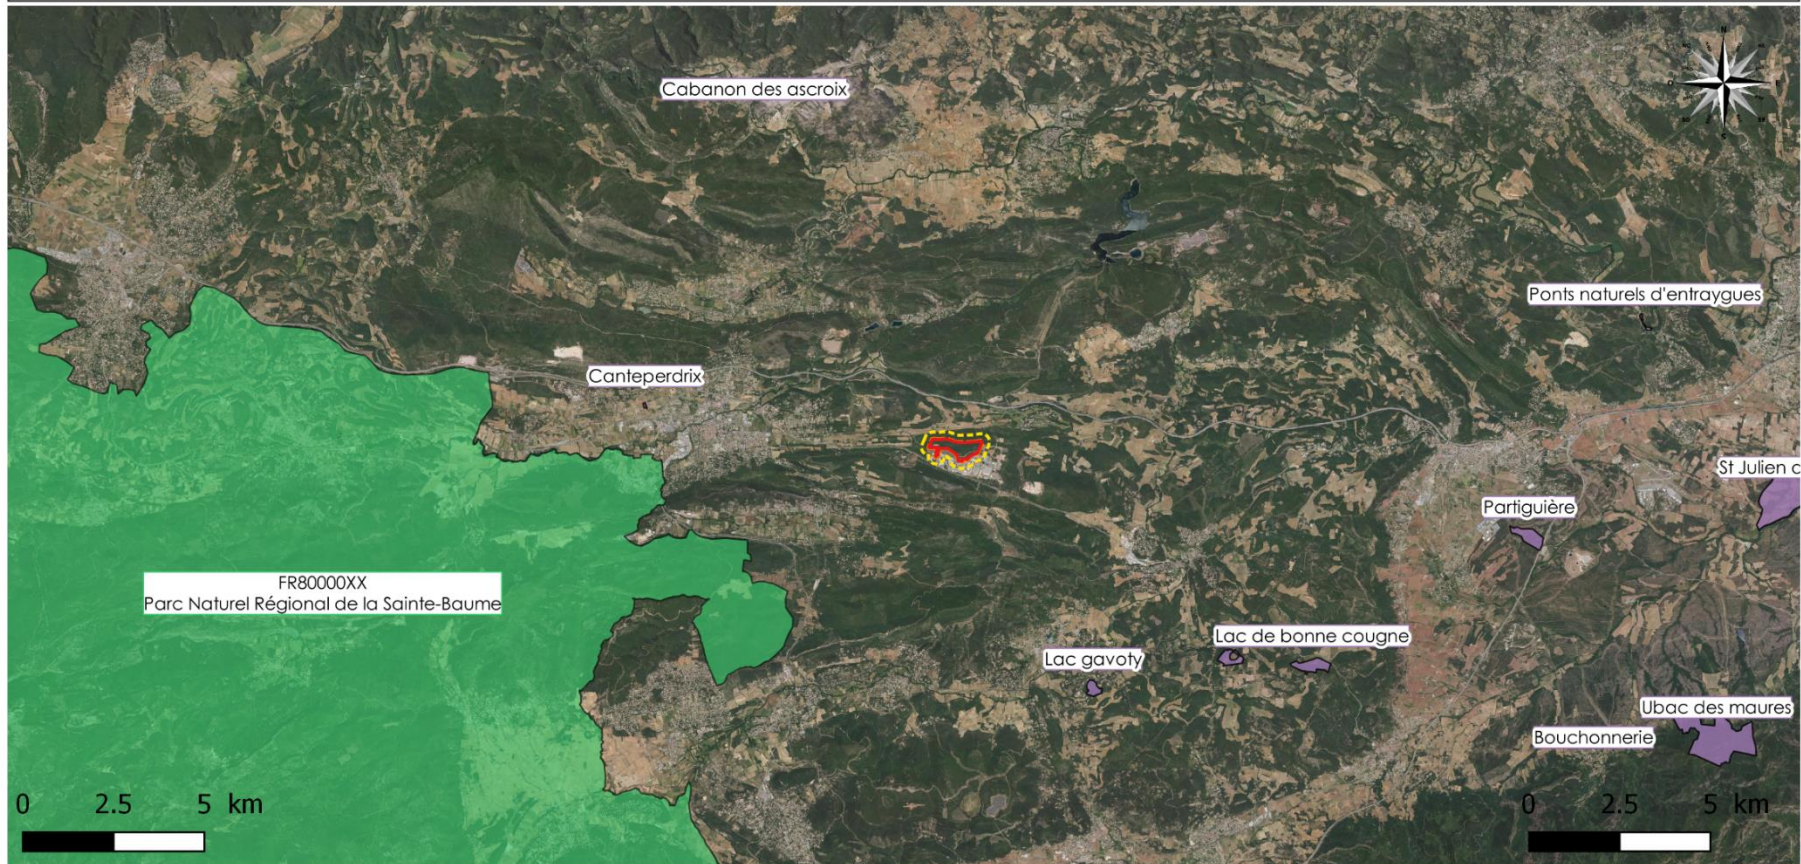 N
Cabanon des ascroix
Ponts naturels d'entraygues
Canteperdrix
St Julien
Partiguière
FR80000XX
Parc Naturel Régional de la Sainte-Baume
Lac de bonne cougne
Lac gavoty
Ubac des maures
Bouchonnerie
0 2.5 5 km
0 2.5 5 km